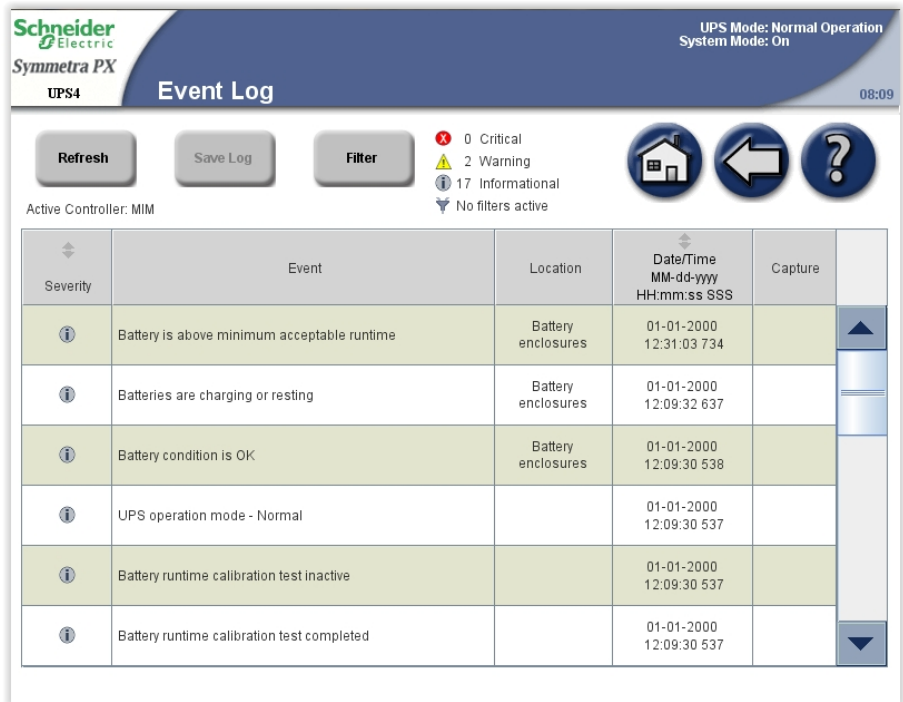 Schneider
Electric
Symmetra PX
UPS4
Event Log
UPS Mode: Normal Operation
System Mode: On
08:09
Refresh
Save Log
Filter
0 Critical
2 Warning
17 Informational
No filters active
Active Controller: MIM
Severity
Event
Location
Date/Time
MM-dd-yyyy
HH:mm:ss SSS
Capture
Battery is above minimum acceptable runtime
Battery
enclosures
01-01-2000
12:31:03 734
Batteries are charging or resting
Battery
enclosures
01-01-2000
12:09:32 637
Battery condition is OK
Battery
enclosures
01-01-2000
12:09:30 538
UPS operation mode - Normal
01-01-2000
12:09:30 537
Battery runtime calibration test inactive
01-01-2000
12:09:30 537
Battery runtime calibration test completed
01-01-2000
12:09:30 537